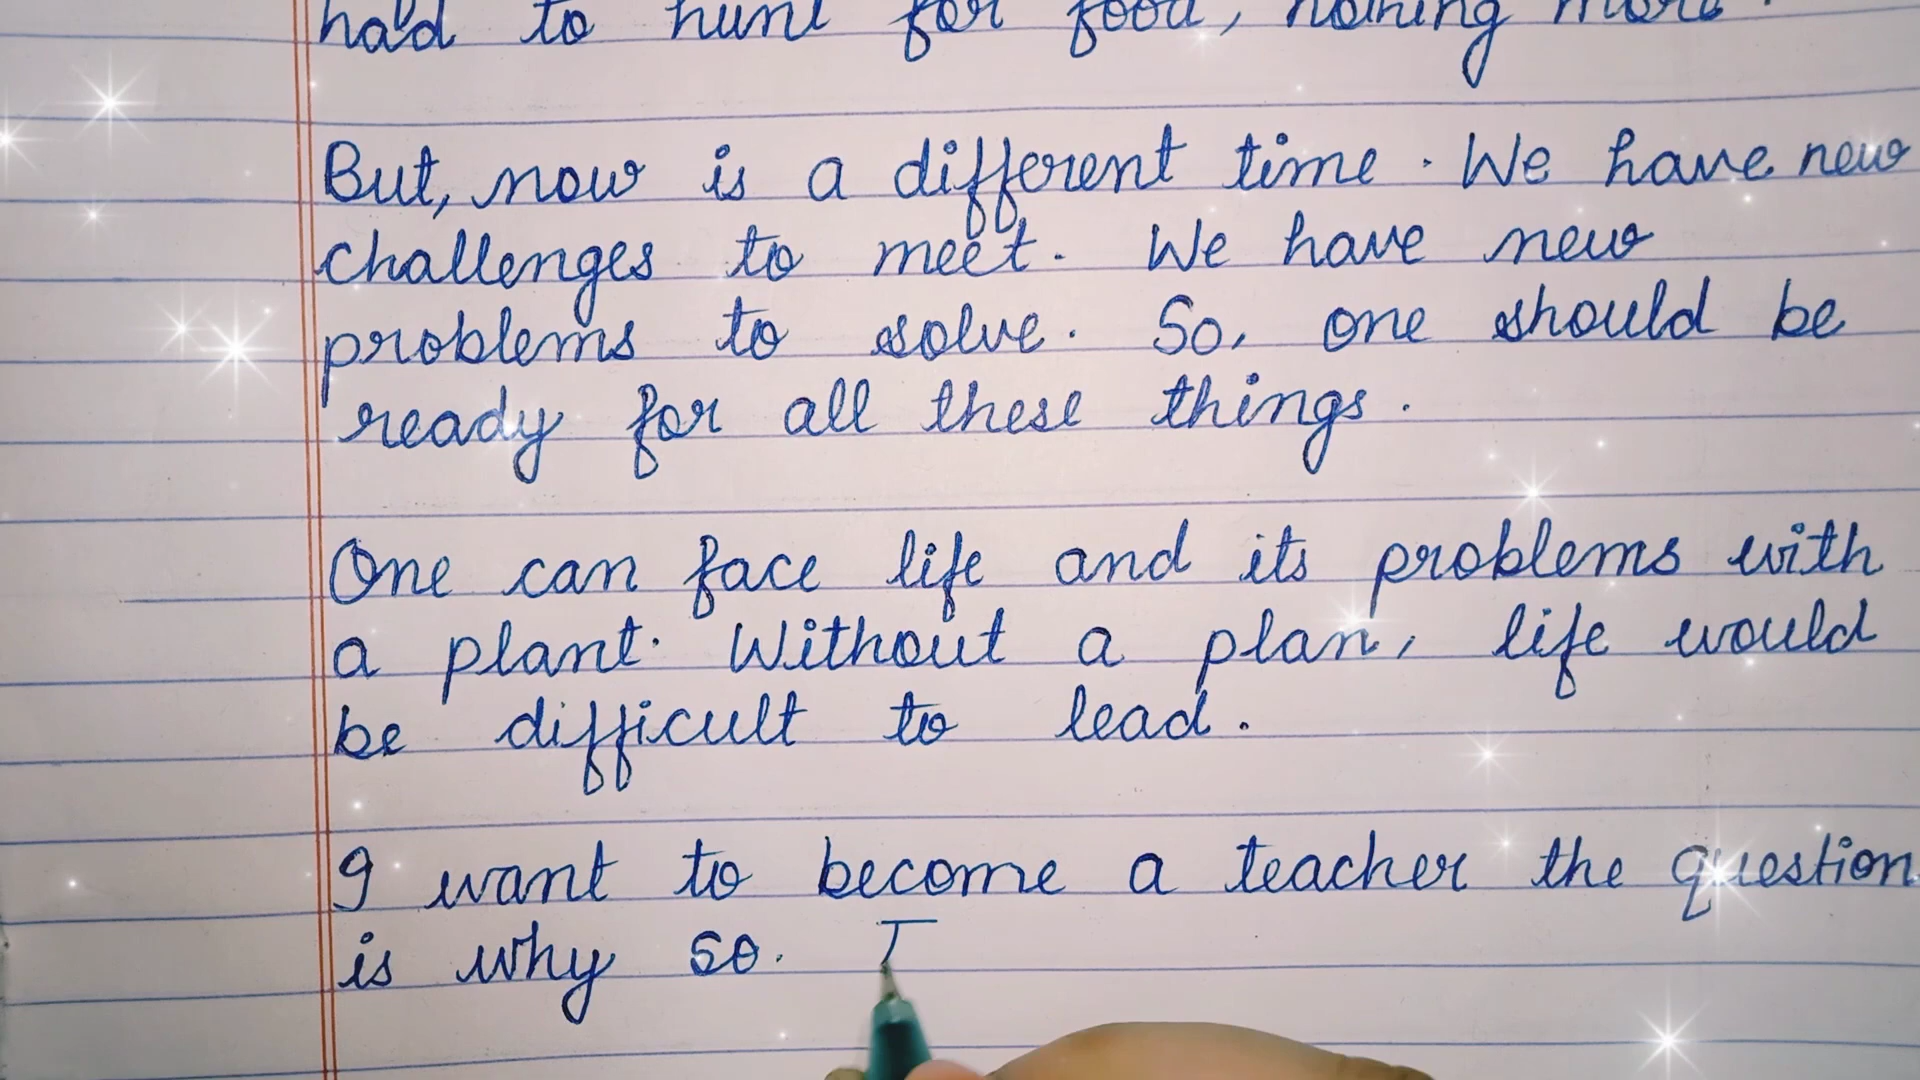 had to hunt for food, nothing more.
But, now is a different time. We have new
challenges to meet. We have new
problems to solve. So, one should be
ready for all these things.
One can face life and its problems with
a plant. Without a plan, life would
be difficult to lead.
I want to become a teacher the question
is why so. T